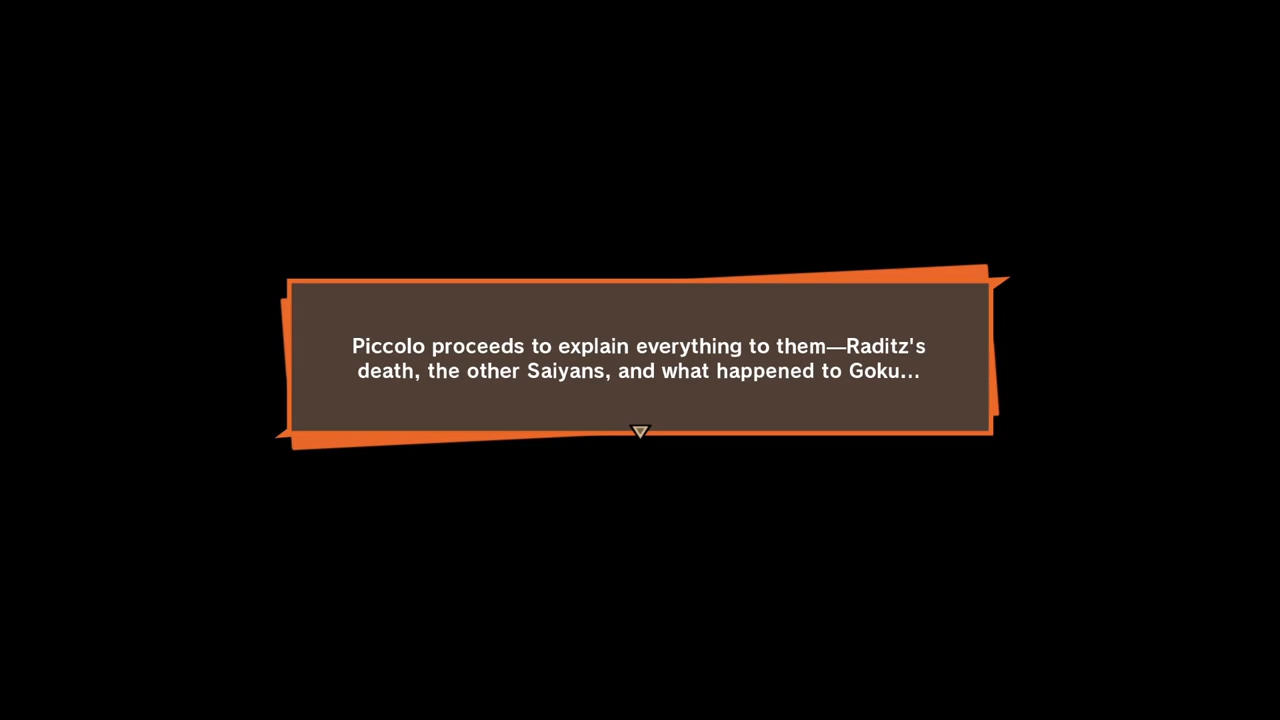 Piccolo proceeds to explain everything to them—Raditz's
death, the other Saiyans, and what happened to Goku...